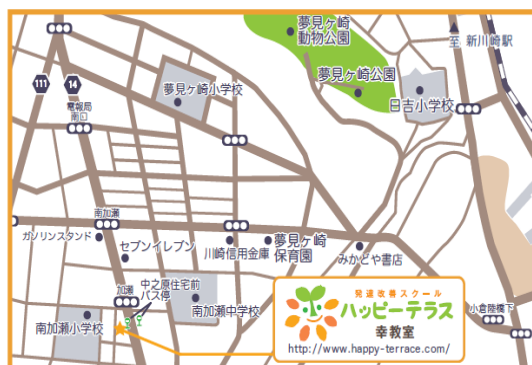 夢見ヶ崎
動物公園
至 新川崎駅
夢見ヶ崎公園
111
14
電報局
南口
夢見ヶ崎小学校
日吉小学校
南加瀬
ガソリンスタンド
セブンイレブン
川崎信用金庫
夢見ヶ崎
保育園
みかどや書店
加瀬
中之原住宅前
バス停
南加瀬中学校
南加瀬小学校
小倉陸橋下
発達改善スクール
ハッピーテラス
幸教室
http://www.happy-terrace.com/